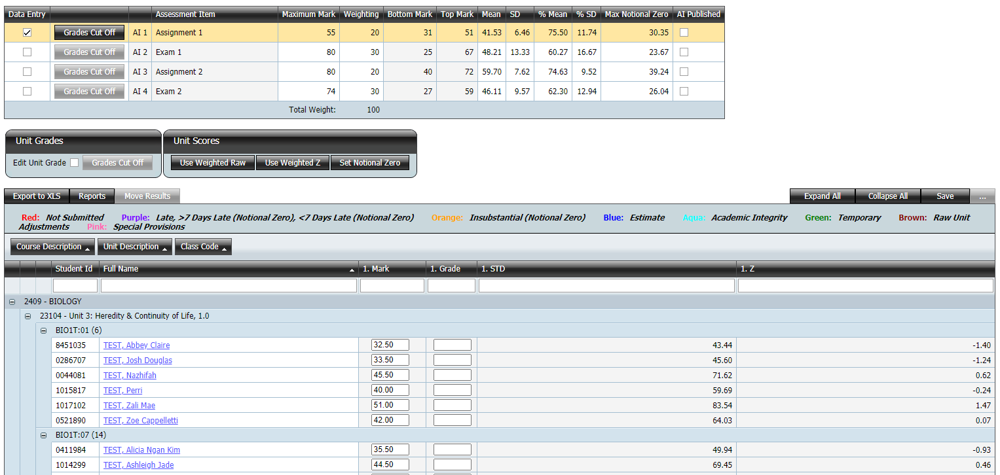 Data Entry Assessment Item Maximum Mark Weighting Bottom Mark Top Mark Mean SD % Mean % SD Max Notional Zero AI Published
Grades Cut Off AI 1 Assignment 1 55 20 31 51 41.53 6.46 75.50 11.74 30.35
Grades Cut Off AI 2 Exam 1 80 30 25 67 48.21 13.33 60.27 16.67 23.67
Grades Cut Off AI 3 Assignment 2 80 20 40 72 59.70 7.62 74.63 9.52 39.24
Grades Cut Off AI 4 Exam 2 74 30 27 59 46.11 9.57 62.30 12.94 26.04
Total Weight: 100
Unit Grades Unit Scores
Edit Unit Grade Grades Cut Off Use Weighted Raw Use Weighted Z Set Notional Zero
Export to XLS Reports Move Results Expand All Collapse All Save ...
Red: Not Submitted Purple: Late, >7 Days Late (Notional Zero), <7 Days Late (Notional Zero) Orange: Insubstantial (Notional Zero) Blue: Estimate Aqua: Academic Integrity Green: Temporary Brown: Raw Unit
Adjustments Pink: Special Provisions
Course Description Unit Description Class Code
Student Id Full Name 1. Mark 1. Grade 1. STD 1. Z
2409 - BIOLOGY
23104 - Unit 3: Heredity & Continuity of Life, 1.0
BIO1T:01 (6)
8451035 TEST, Abbey Claire 32.50 43.44 -1.40
0286707 TEST, Josh Douglas 33.50 45.60 -1.24
0044081 TEST, Nazhifah 45.50 71.62 0.62
1015817 TEST, Perri 40.00 59.69 -0.24
1017102 TEST, Zali Mae 51.00 83.54 1.47
0521890 TEST, Zoe Cappelletti 42.00 64.03 0.07
BIO1T:07 (14)
0411984 TEST, Alicia Ngan Kim 35.50 49.94 -0.93
1014299 TEST, Ashleigh Jade 44.50 69.45 0.46